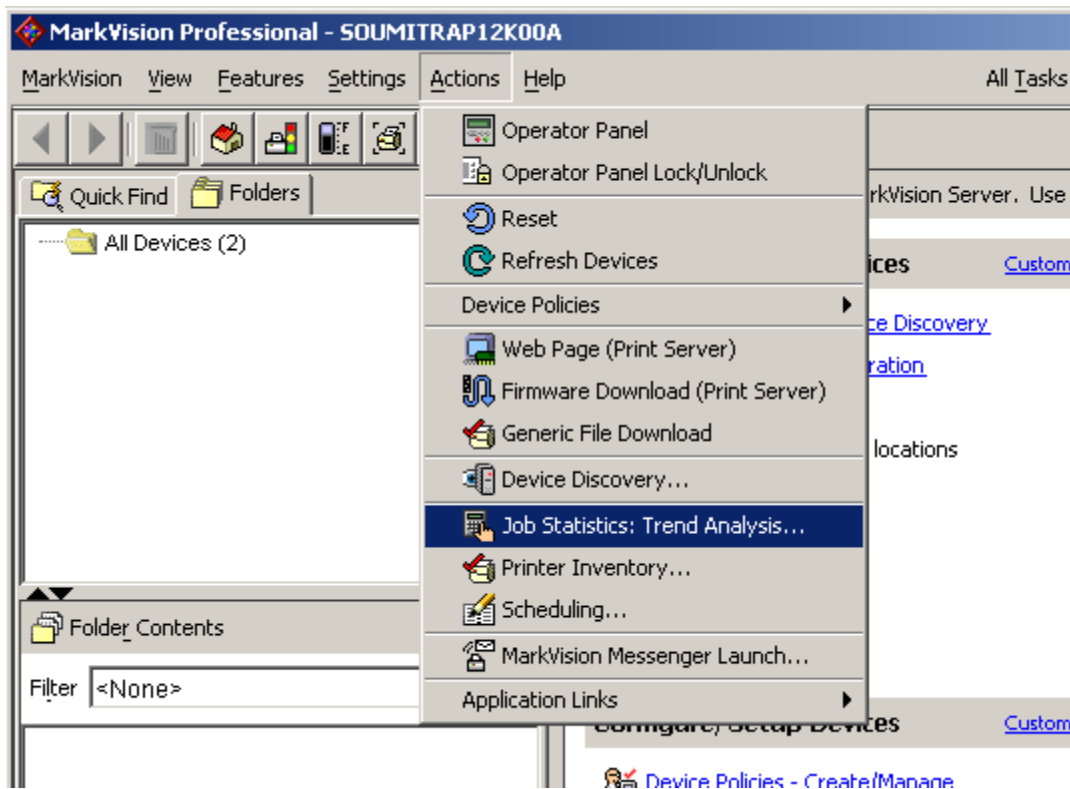 MarkVision Professional - SOUMITRAP12K00A
MarkVision View Features Settings Actions Help All Tasks
Quick Find Folders
All Devices (2)
Operator Panel
Operator Panel Lock/Unlock
Reset
Refresh Devices
Device Policies
Web Page (Print Server)
Firmware Download (Print Server)
Generic File Download
Device Discovery...
Job Statistics: Trend Analysis...
Printer Inventory...
Scheduling...
MarkVision Messenger Launch...
Application Links
rkVision Server. Use
ices Custom
ce Discovery
ration
locations
Folder Contents
Filter <None>
Configure/Setup Devices Custom
Device Policies - Create/Manage